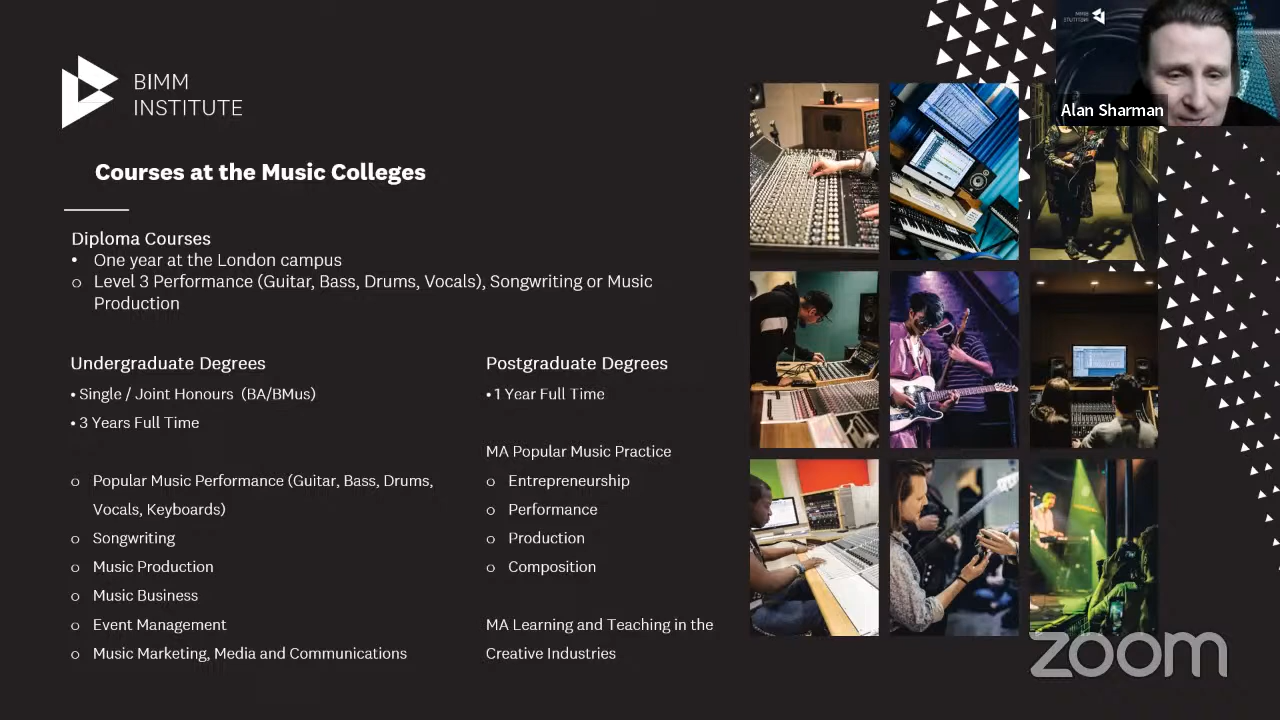 BIMM
INSTITUTE
Alan Sharman
Courses at the Music Colleges
Diploma Courses
• One year at the London campus
o Level 3 Performance (Guitar, Bass, Drums, Vocals), Songwriting or Music
Production
Undergraduate Degrees
• Single / Joint Honours (BA/BMus)
• 3 Years Full Time
o Popular Music Performance (Guitar, Bass, Drums,
Vocals, Keyboards)
o Songwriting
o Music Production
o Music Business
o Event Management
o Music Marketing, Media and Communications
Postgraduate Degrees
• 1 Year Full Time
MA Popular Music Practice
o Entrepreneurship
o Performance
o Production
o Composition
MA Learning and Teaching in the
Creative Industries
zoom